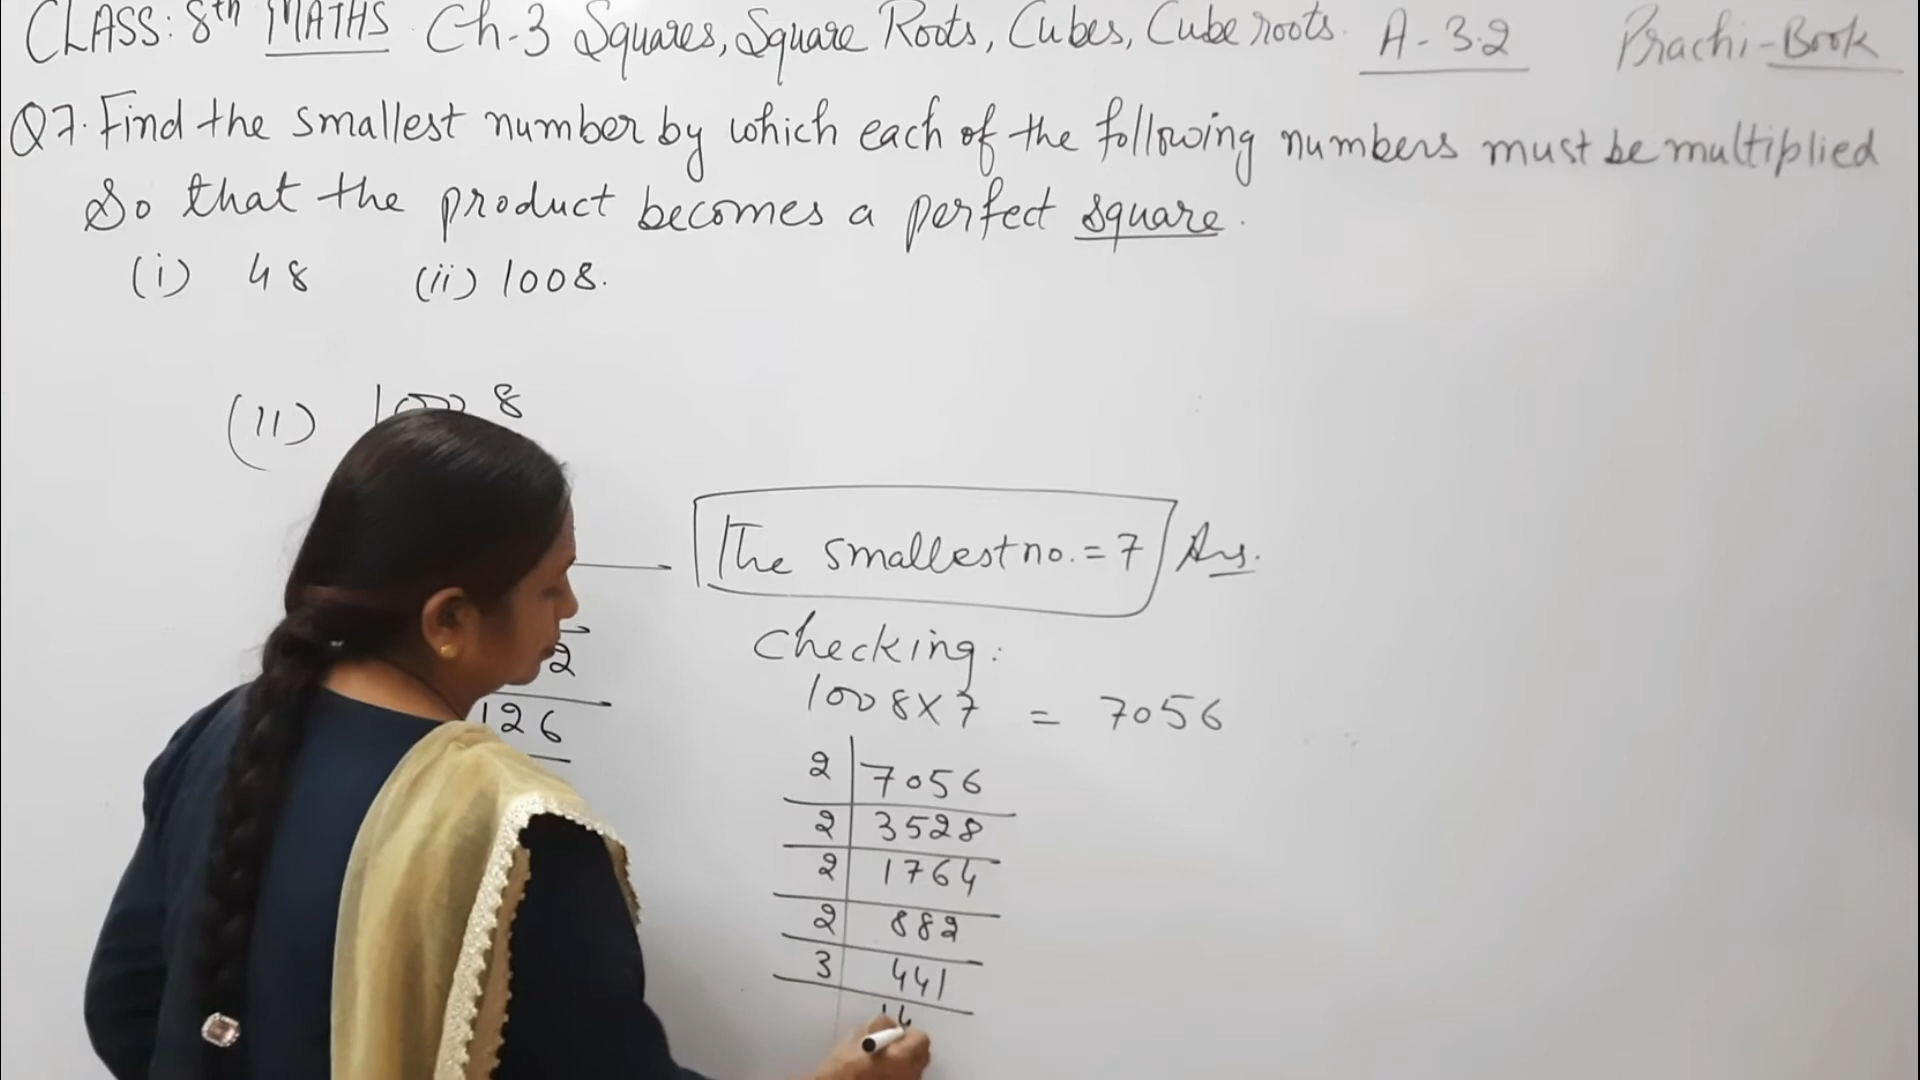 CLASS: 8th MATHS Ch-3 Squares, Square Roots, Cubes, Cube roots. A-3.2 Prachi-Book
Q7. Find the smallest number by which each of the following numbers must be multiplied
So that the product becomes a perfect square.
(i) 48 (ii) 1008.
(II) 1008
The smallest no. = 7 Ans.
2
126
Checking:
1008 × 7 = 7056
2 | 7056
2 | 3528
2 | 1764
2 | 882
3 | 441
14